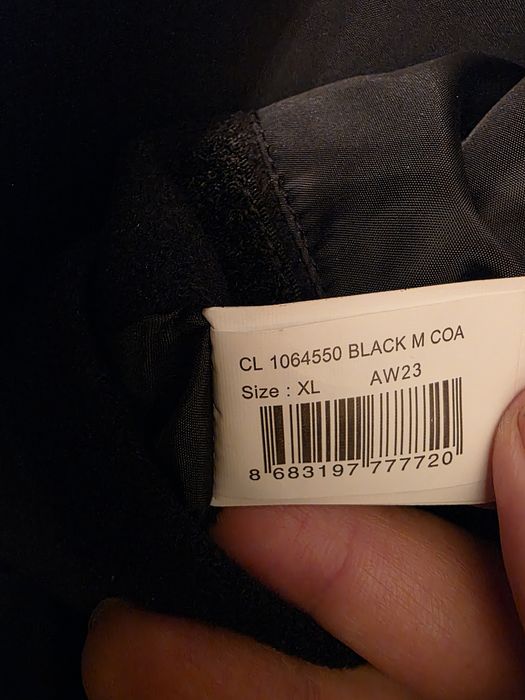 CL 1064550 BLACK M COA
Size : XL AW23
8 683197 777720